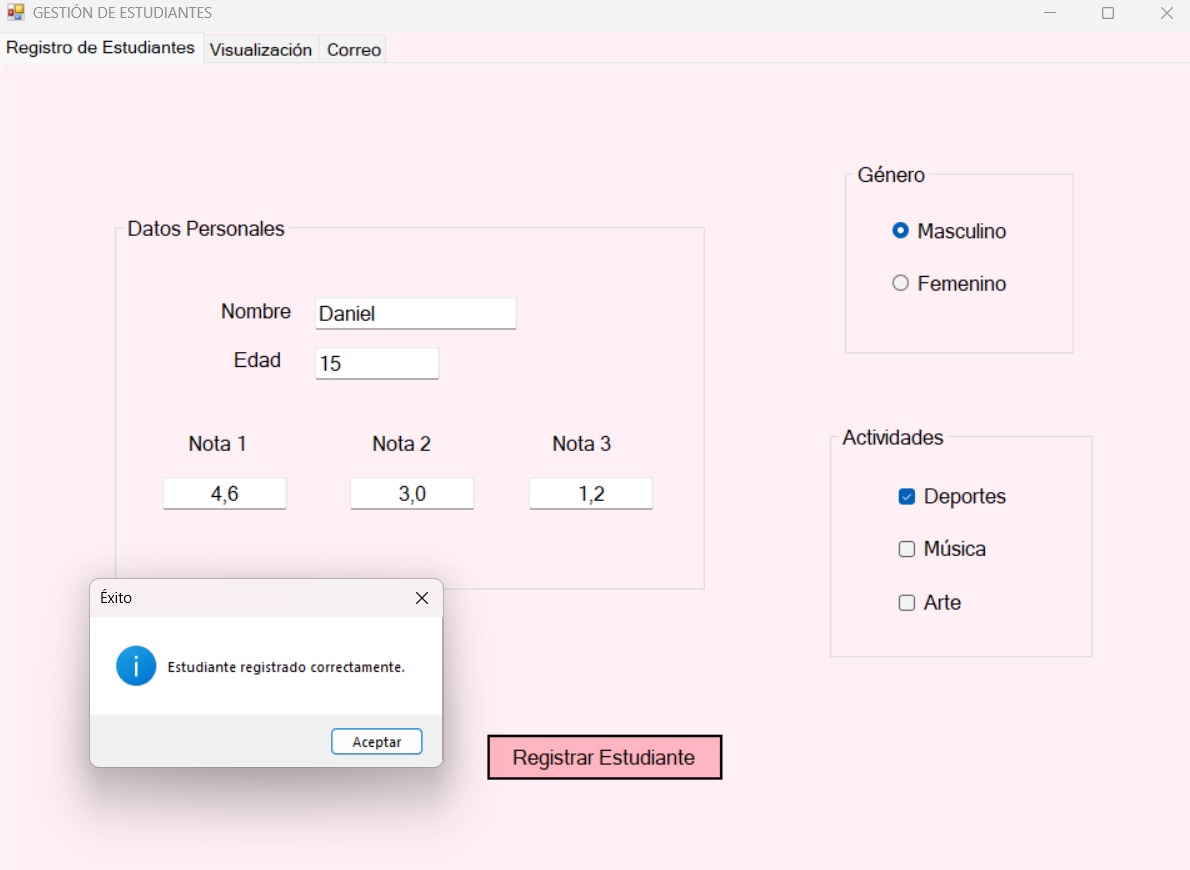 GESTIÓN DE ESTUDIANTES
Registro de Estudiantes Visualización Correo
Datos Personales
Nombre Daniel
Edad 15
Nota 1 Nota 2 Nota 3
4,6 3,0 1,2
Género
Masculino
Femenino
Actividades
Deportes
Música
Arte
Éxito
Estudiante registrado correctamente.
Aceptar
Registrar Estudiante